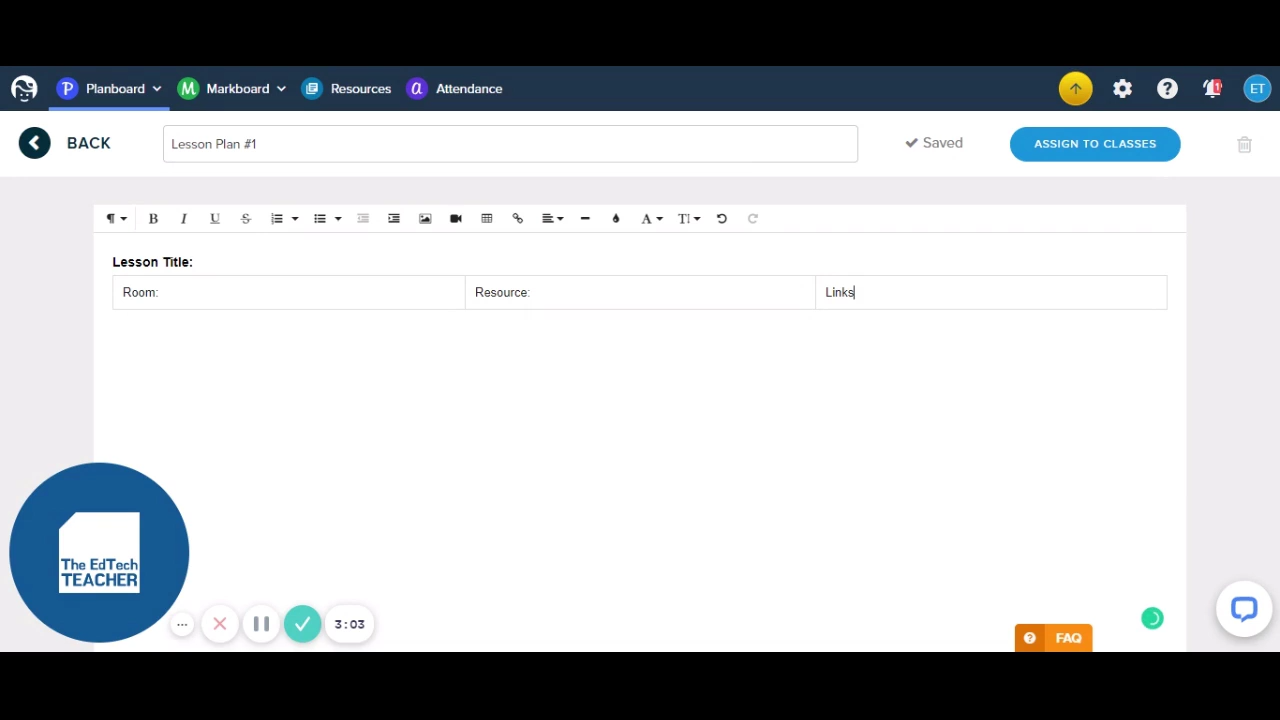 Planboard
Markboard
Resources
Attendance
1
ET
BACK
Lesson Plan #1
Saved
ASSIGN TO CLASSES
Lesson Title:
Room:
Resource:
Links
The EdTech
TEACHER
3:03
FAQ